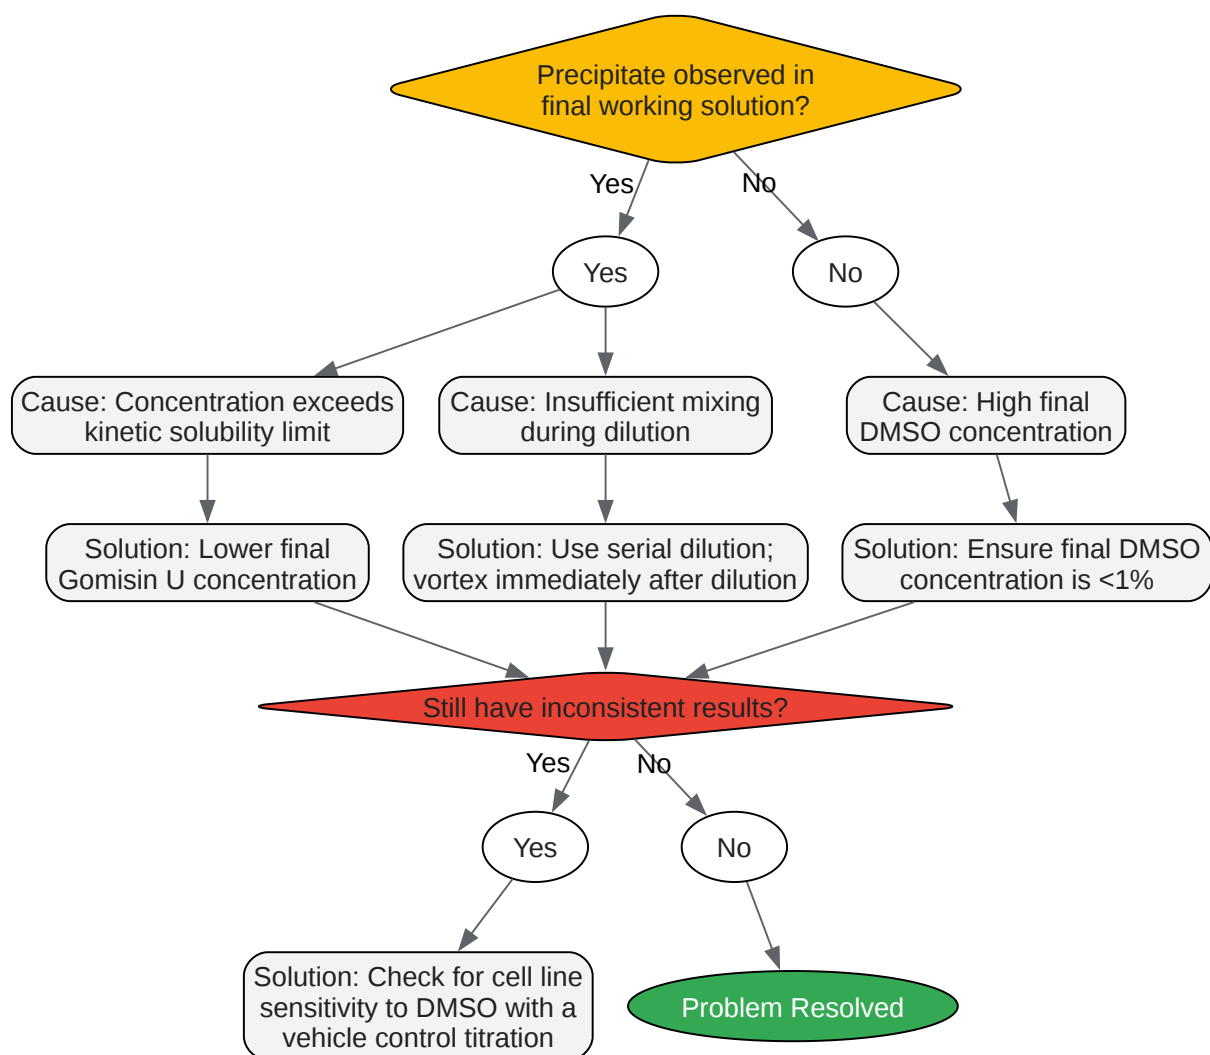 Precipitate observed in
final working solution?
Yes
No
Yes
No
Cause: Concentration exceeds
kinetic solubility limit
Cause: Insufficient mixing
during dilution
Cause: High final
DMSO concentration
Solution: Lower final
Gomisin U concentration
Solution: Use serial dilution;
vortex immediately after dilution
Solution: Ensure final DMSO
concentration is <1%
Still have inconsistent results?
Yes
No
Yes
No
Solution: Check for cell line
sensitivity to DMSO with a
vehicle control titration
Problem Resolved